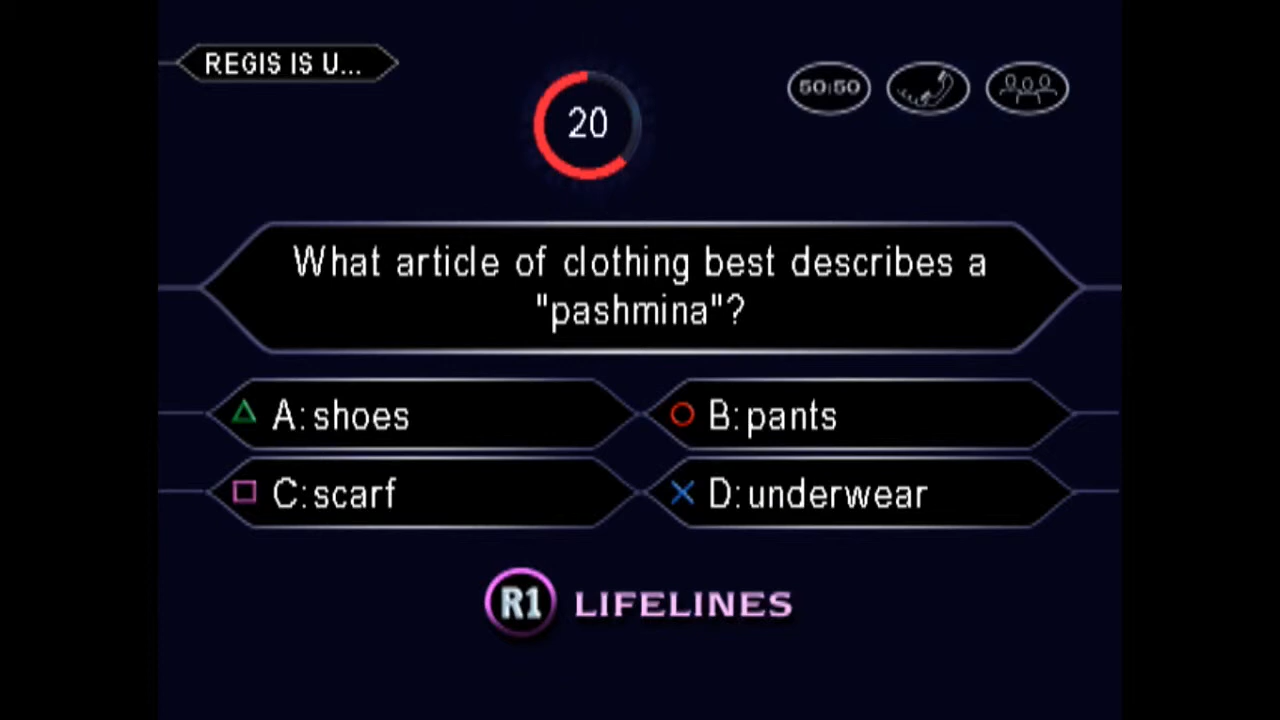 REGIS IS U...
20
50:50
What article of clothing best describes a
"pashmina"?
A: shoes
B: pants
C: scarf
D: underwear
R1 LIFELINES